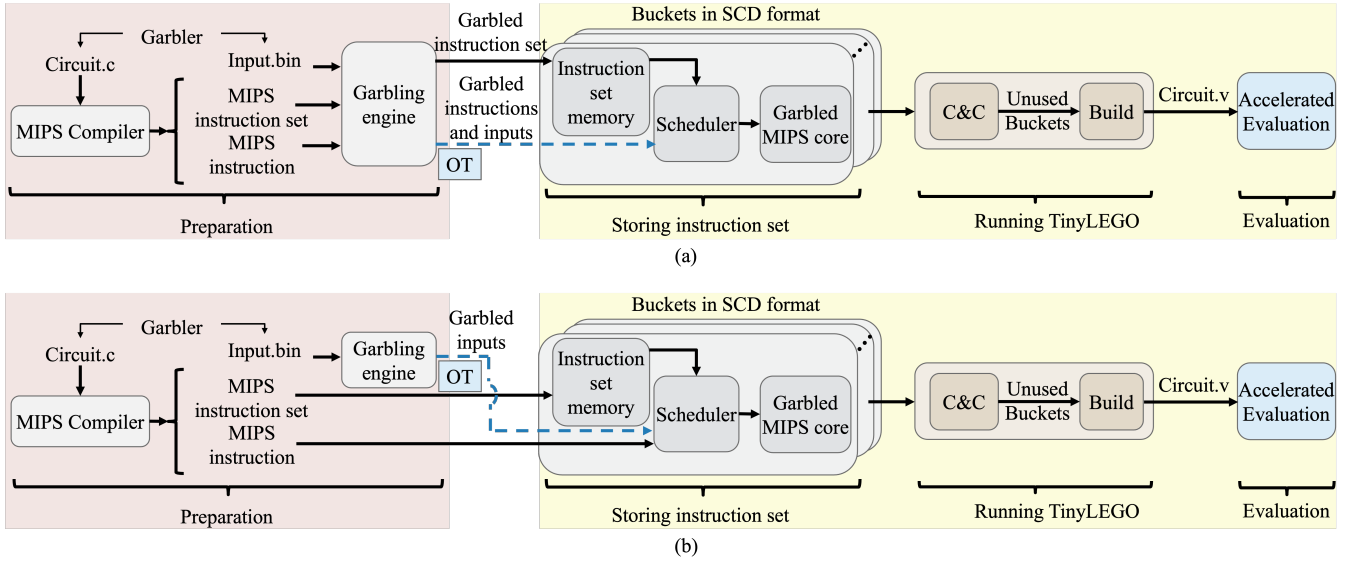 Buckets in SCD format
Garbler
Garbled
instruction set
Circuit.c
Input.bin
MIPS Compiler
MIPS
instruction set
MIPS
instruction
Garbling
engine
Garbled
instructions
and inputs
OT
Instruction
set
memory
Scheduler
Garbled
MIPS core
C&C
Unused
Buckets
Build
Circuit.v
Accelerated
Evaluation
Preparation
Storing instruction set
Running TinyLEGO
Evaluation
(a)
Buckets in SCD format
Garbler
Garbled
inputs
Circuit.c
Input.bin
MIPS Compiler
MIPS
instruction set
MIPS
instruction
Garbling
engine
OT
Instruction
set
memory
Scheduler
Garbled
MIPS core
C&C
Unused
Buckets
Build
Circuit.v
Accelerated
Evaluation
Preparation
Storing instruction set
Running TinyLEGO
Evaluation
(b)